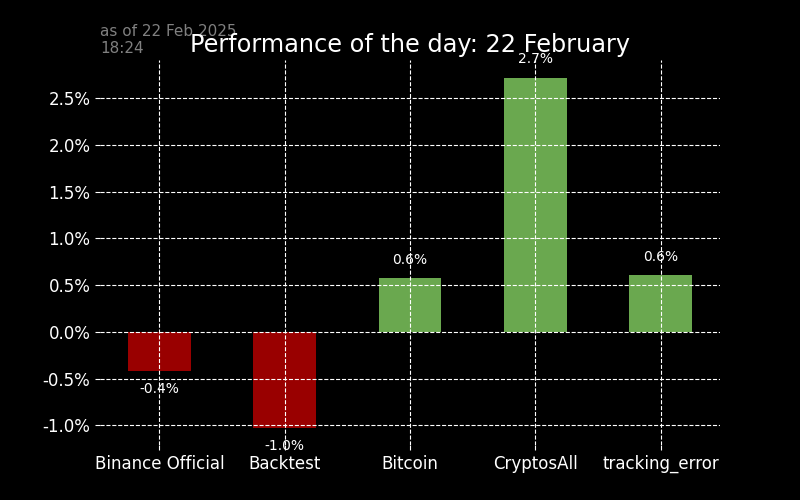 as of 22 Feb 2025
18:24
Performance of the day: 22 February
2.7%
2.5%
2.0%
1.5%
1.0%
0.6%
0.6%
0.5%
0.0%
-0.4%
-0.5%
-1.0%
-1.0%
Binance Official
Backtest
Bitcoin
CryptosAll
tracking_error